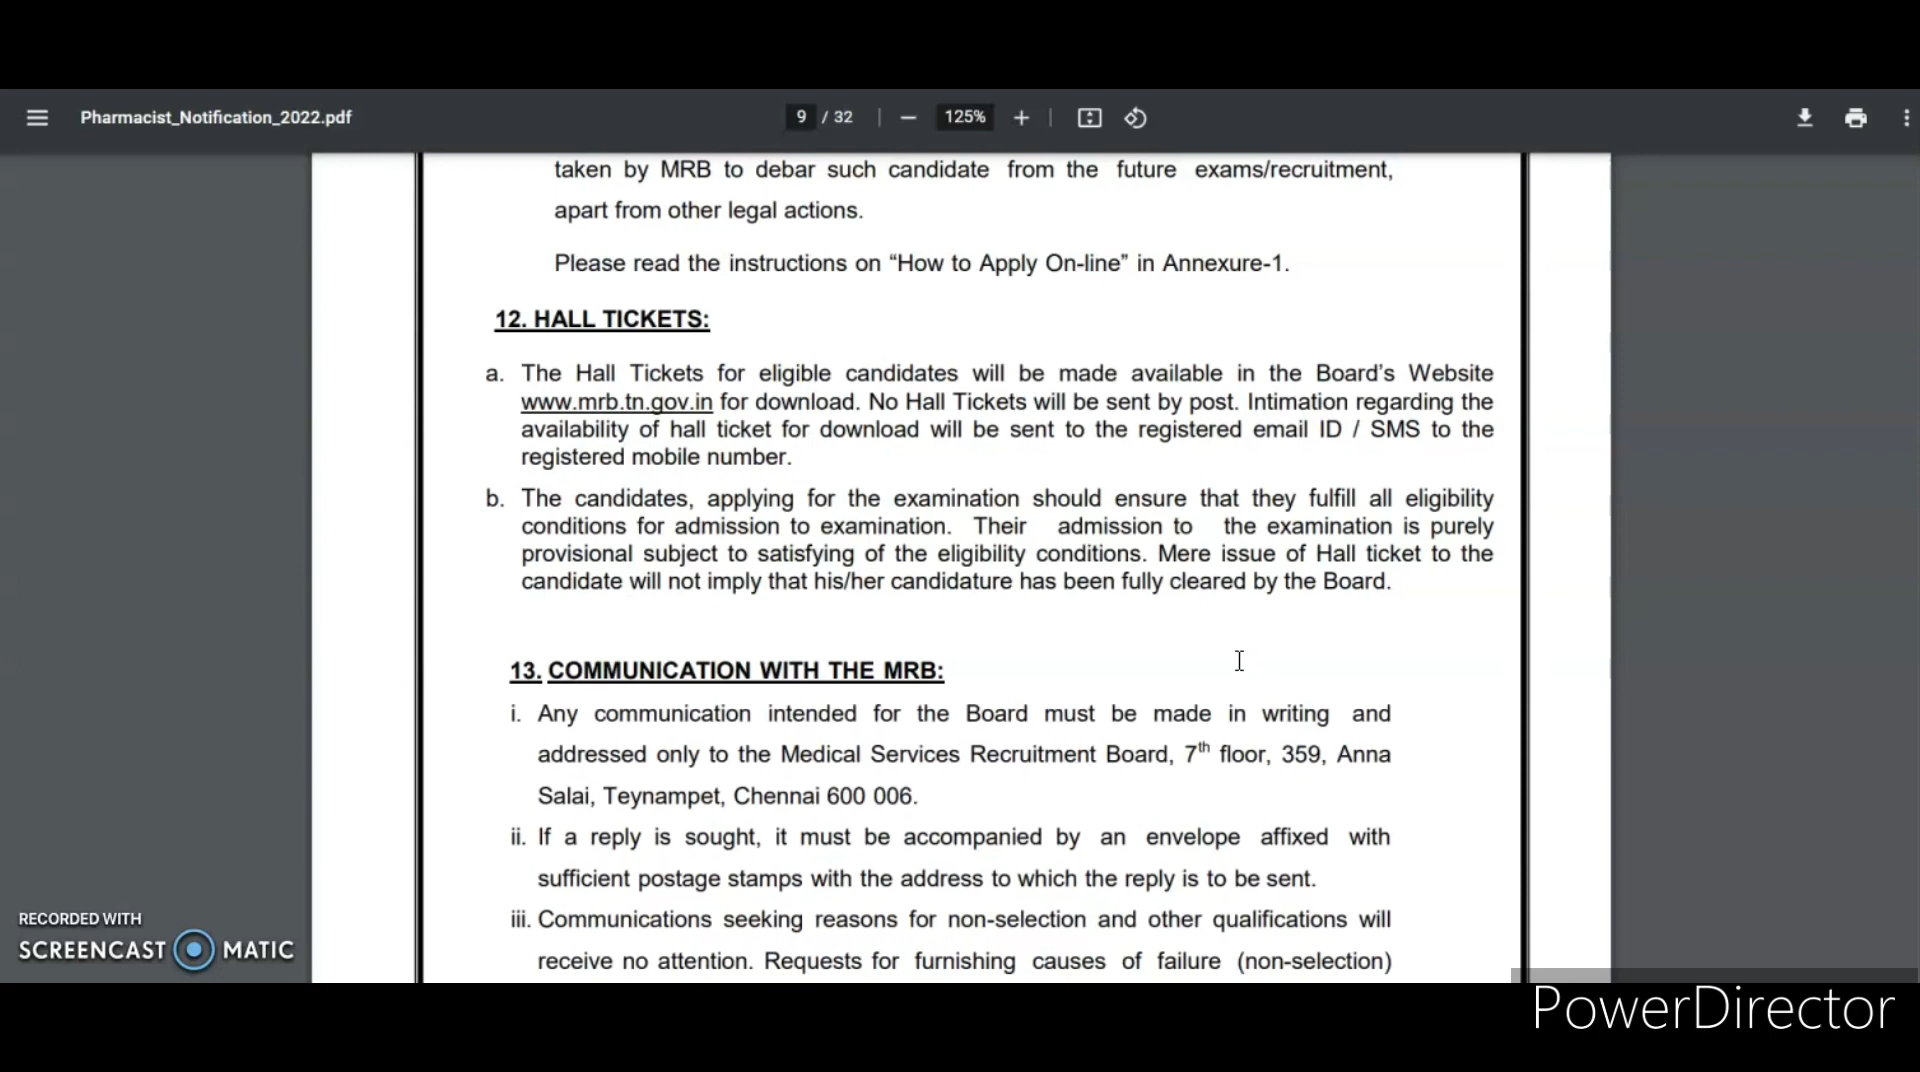 Pharmacist_Notification_2022.pdf
9 / 32
125%
taken by MRB to debar such candidate from the future exams/recruitment,
apart from other legal actions.
Please read the instructions on “How to Apply On-line” in Annexure-1.
12. HALL TICKETS:
a. The Hall Tickets for eligible candidates will be made available in the Board’s Website
www.mrb.tn.gov.in for download. No Hall Tickets will be sent by post. Intimation regarding the
availability of hall ticket for download will be sent to the registered email ID / SMS to the
registered mobile number.
b. The candidates, applying for the examination should ensure that they fulfill all eligibility
conditions for admission to examination. Their admission to the examination is purely
provisional subject to satisfying of the eligibility conditions. Mere issue of Hall ticket to the
candidate will not imply that his/her candidature has been fully cleared by the Board.
13. COMMUNICATION WITH THE MRB:
i. Any communication intended for the Board must be made in writing and
addressed only to the Medical Services Recruitment Board, 7th floor, 359, Anna
Salai, Teynampet, Chennai 600 006.
ii. If a reply is sought, it must be accompanied by an envelope affixed with
sufficient postage stamps with the address to which the reply is to be sent.
iii. Communications seeking reasons for non-selection and other qualifications will
receive no attention. Requests for furnishing causes of failure (non-selection)
RECORDED WITH
SCREENCAST MATIC
PowerDirector